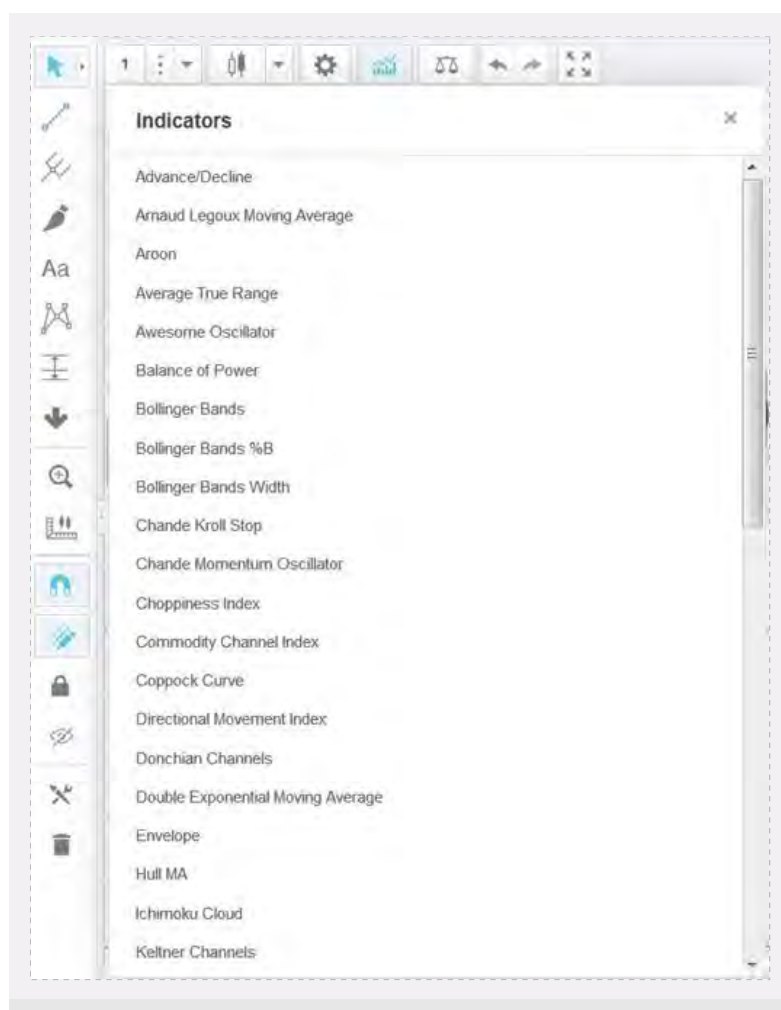 1
Indicators
Advance/Decline
Arnaud Legoux Moving Average
Aroon
Average True Range
Awesome Oscillator
Balance of Power
Aa
Bollinger Bands
Bollinger Bands %B
Bollinger Bands Width
Chande Kroll Stop
Chande Momentum Oscillator
Choppiness Index
Commodity Channel Index
Coppock Curve
Directional Movement Index
Donchian Channels
Double Exponential Moving Average
Envelope
Hull MA
Ichimoku Cloud
Keltner Channels